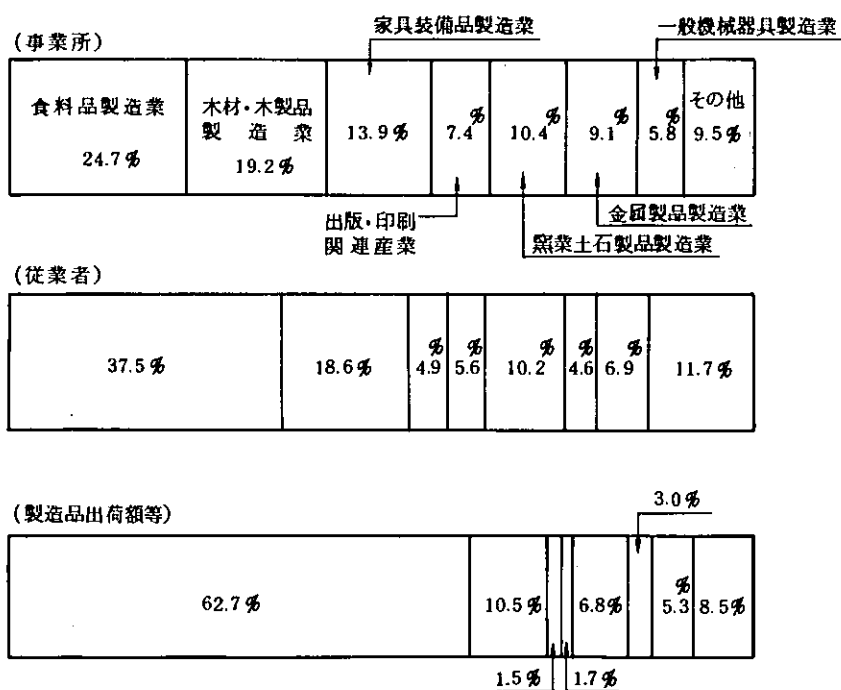 家具装備品製造業
一般機械器具製造業
(事業所)
食料品製造業
24.7%
木材・木製品
製造業
19.2%
13.9%
7.4%
10.4%
9.1%
5.8%
その他
9.5%
出版・印刷
関連産業
金属製品製造業
窯業土石製品製造業
(従業者)
37.5%
18.6%
4.9%
5.6%
10.2%
4.6%
6.9%
11.7%
(製造品出荷額等)
3.0%
62.7%
10.5%
6.8%
5.3%
8.5%
1.5%
1.7%